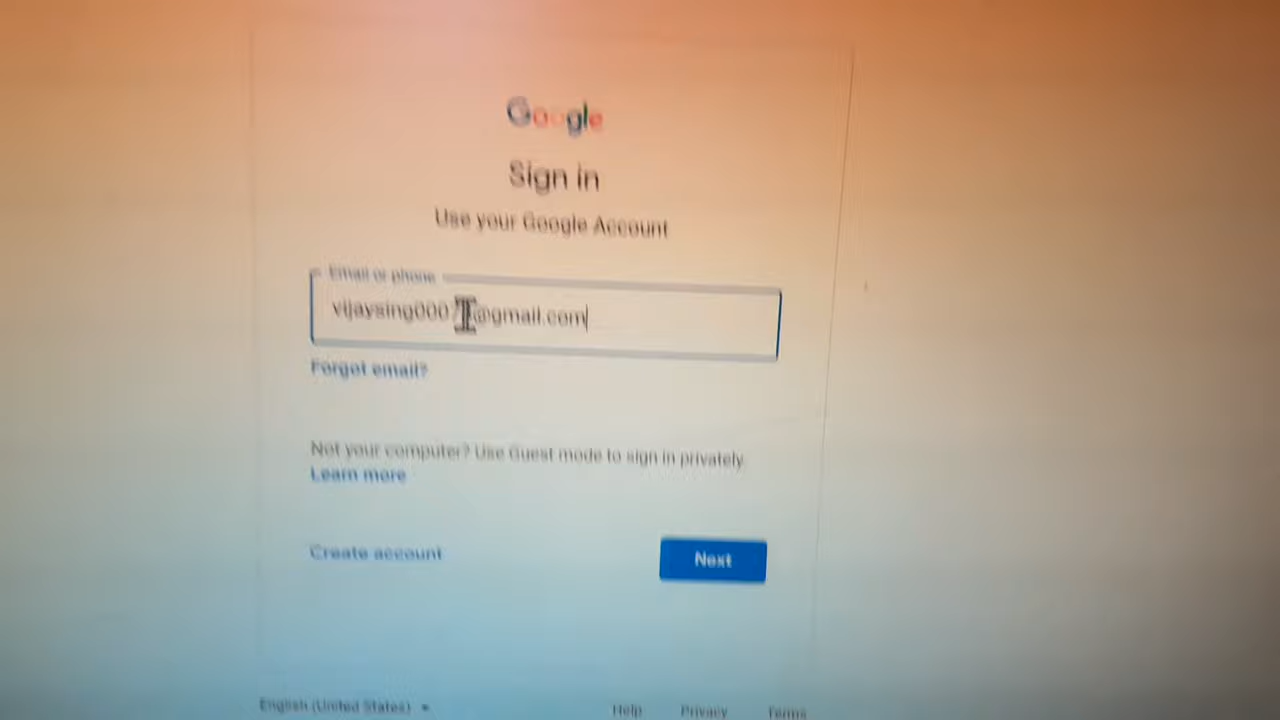 Google
Sign in
Use your Google Account
Email or phone
@gmail.com
Forgot email?
Not your computer? Use Guest mode to sign in privately.
Learn more
Create account
Next
English (United States)
Help Privacy Terms